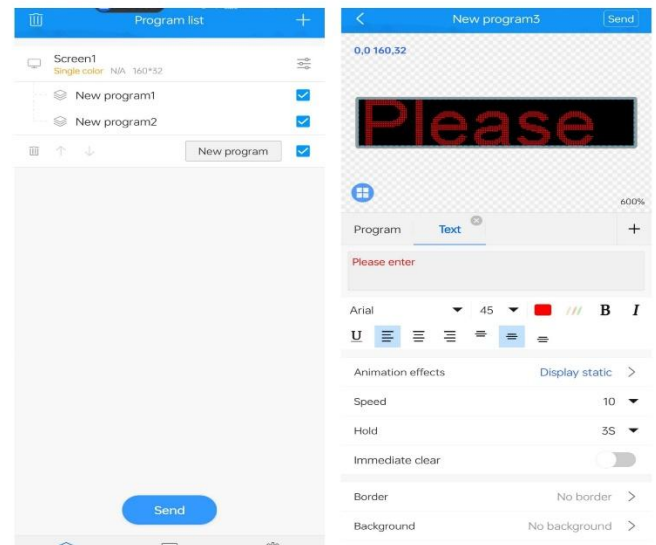 Program list
Screen1
Single color N/A 160*32
New program1
New program2
New program
Send
New program3 Send
0,0 160,32
Please
600%
Program Text
Please enter
Arial 45 B I
U
Animation effects Display static
Speed 10
Hold 3S
Immediate clear
Border No border
Background No background